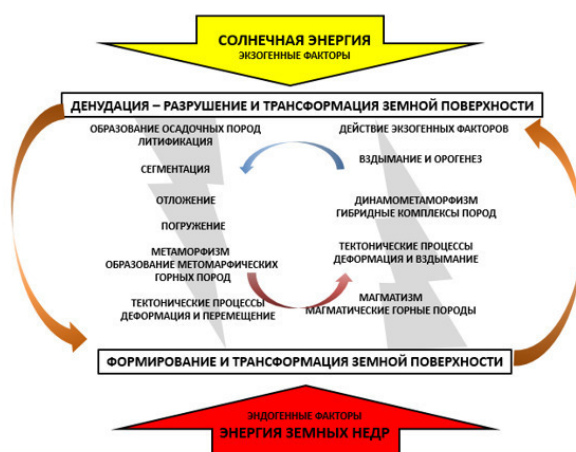 СОЛНЕЧНАЯ ЭНЕРГИЯ
ЭКЗОГЕННЫЕ ФАКТОРЫ
ДЕНУДАЦИЯ – РАЗРУШЕНИЕ И ТРАНСФОРМАЦИЯ ЗЕМНОЙ ПОВЕРХНОСТИ
ОБРАЗОВАНИЕ ОСАДОЧНЫХ ПОРОД
ЛИТИФИКАЦИЯ
СЕГМЕНТАЦИЯ
ОТЛОЖЕНИЕ
ПОГРУЖЕНИЕ
МЕТАМОРФИЗМ
ОБРАЗОВАНИЕ МЕТОМАРФИЧЕСКИХ
ГОРНЫХ ПОРОД
ТЕКТОНИЧЕСКИЕ ПРОЦЕССЫ
ДЕФОРМАЦИЯ И ПЕРЕМЕЩЕНИЕ
ДЕЙСТВИЕ ЭКЗОГЕННЫХ ФАКТОРОВ
ВЗДЫМАНИЕ И ОРОГЕНЕЗ
ДИНАМОМЕТАМОРФИЗМ
ГИБРИДНЫЕ КОМПЛЕКСЫ ПОРОД
ТЕКТОНИЧЕСКИЕ ПРОЦЕССЫ
ДЕФОРМАЦИЯ И ВЗДЫМАНИЕ
МАГМАТИЗМ
МАГМАТИЧЕСКИЕ ГОРНЫЕ ПОРОДЫ
ФОРМИРОВАНИЕ И ТРАНСФОРМАЦИЯ ЗЕМНОЙ ПОВЕРХНОСТИ
ЭНДОГЕННЫЕ ФАКТОРЫ
ЭНЕРГИЯ ЗЕМНЫХ НЕДР